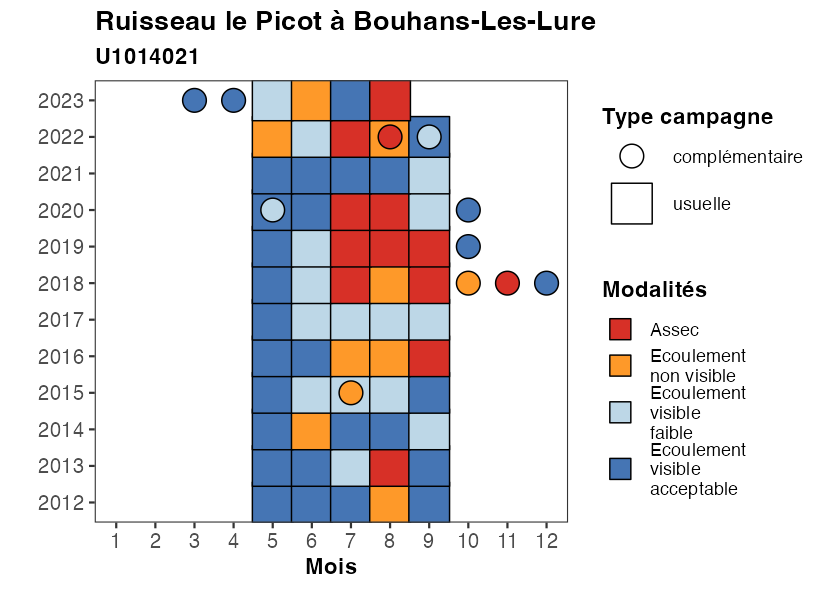 Ruisseau le Picot à Bouhans-Les-Lure
U1014021
2023
2022
2021
2020
2019
2018
2017
2016
2015
2014
2013
2012
1 2 3 4 5 6 7 8 9 10 11 12
Mois
Type campagne
complémentaire
usuelle
Modalités
Assec
Ecoulement
non visible
Ecoulement
visible
faible
Ecoulement
visible
acceptable